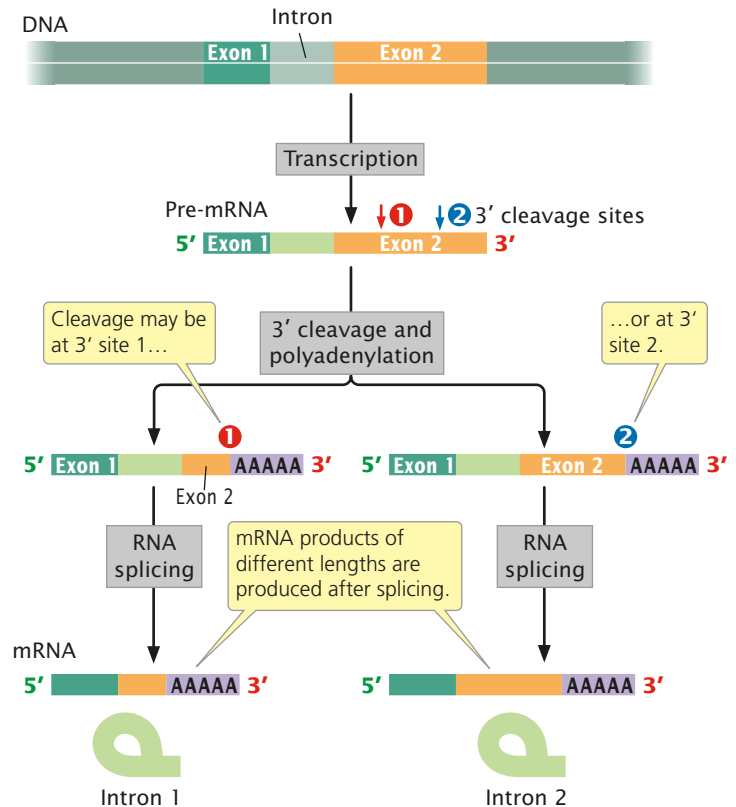 DNA
Intron
Exon 1
Exon 2
Transcription
Pre-mRNA
1
2
3′ cleavage sites
5′
Exon 1
Exon 2
3′
Cleavage may be
at 3′ site 1…
3′ cleavage and
polyadenylation
…or at 3′
site 2.
1
2
5′
Exon 1
AAAAA
3′
Exon 2
5′
Exon 1
Exon 2
AAAAA
3′
RNA
splicing
mRNA products of
different lengths are
produced after splicing.
RNA
splicing
mRNA
5′
AAAAA
3′
5′
AAAAA
3′
Intron 1
Intron 2